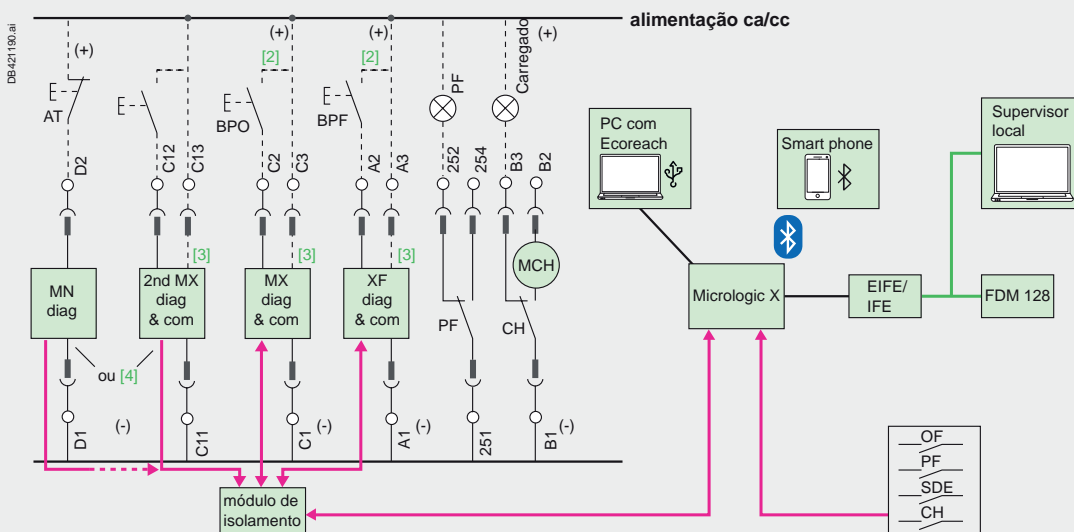 alimentação ca/cc
DB421190.ai
(+)
(+)
(+)
(+)
[2]
[2]
PF
Carregado
AT
BPO
BPF
D2
C12
C13
C2
C3
A2
A3
252
254
B3
B2
[3]
[3]
[3]
MN
diag
2nd MX
diag
& com
MX
diag
& com
XF
diag
& com
PF
CH
MCH
ou [4]
D1
(-)
C11
C1
(-)
A1
(-)
251
B1
(-)
módulo de
isolamento
PC com
Ecoreach
Smart phone
Supervisor
local
Micrologic X
EIFE/
IFE
FDM 128
OF
PF
SDE
CH